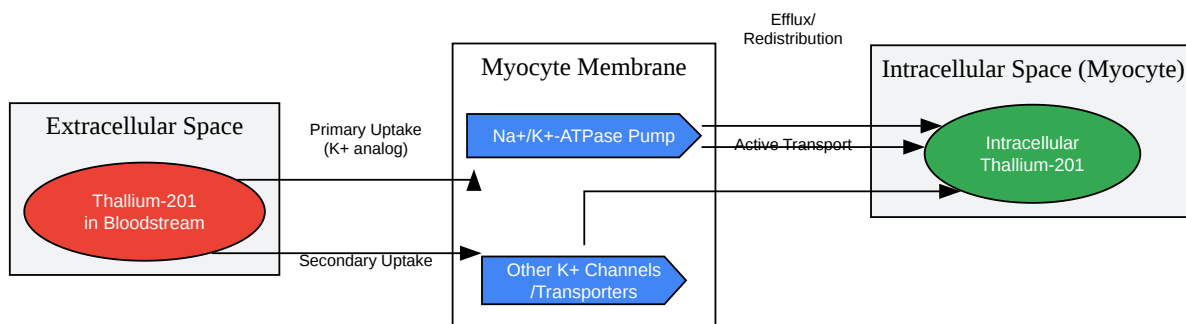 Efflux/
Redistribution
Extracellular Space
Primary Uptake
(K+ analog)
Thallium-201
in Bloodstream
Secondary Uptake
Myocyte Membrane
Na+/K+-ATPase Pump
Other K+ Channels
/Transporters
Active Transport
Intracellular Space (Myocyte)
Intracellular
Thallium-201